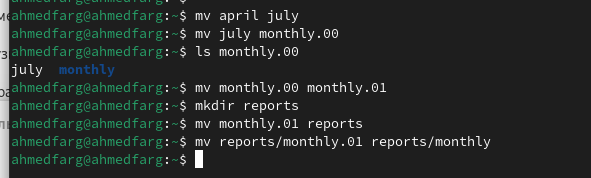 ahmedfarg@ahmedfarg:~$ mv april july
ahmedfarg@ahmedfarg:~$ mv july monthly.00
ahmedfarg@ahmedfarg:~$ ls monthly.00
july  monthly
ahmedfarg@ahmedfarg:~$ mv monthly.00 monthly.01
ahmedfarg@ahmedfarg:~$ mkdir reports
ahmedfarg@ahmedfarg:~$ mv monthly.01 reports
ahmedfarg@ahmedfarg:~$ mv reports/monthly.01 reports/monthly
ahmedfarg@ahmedfarg:~$